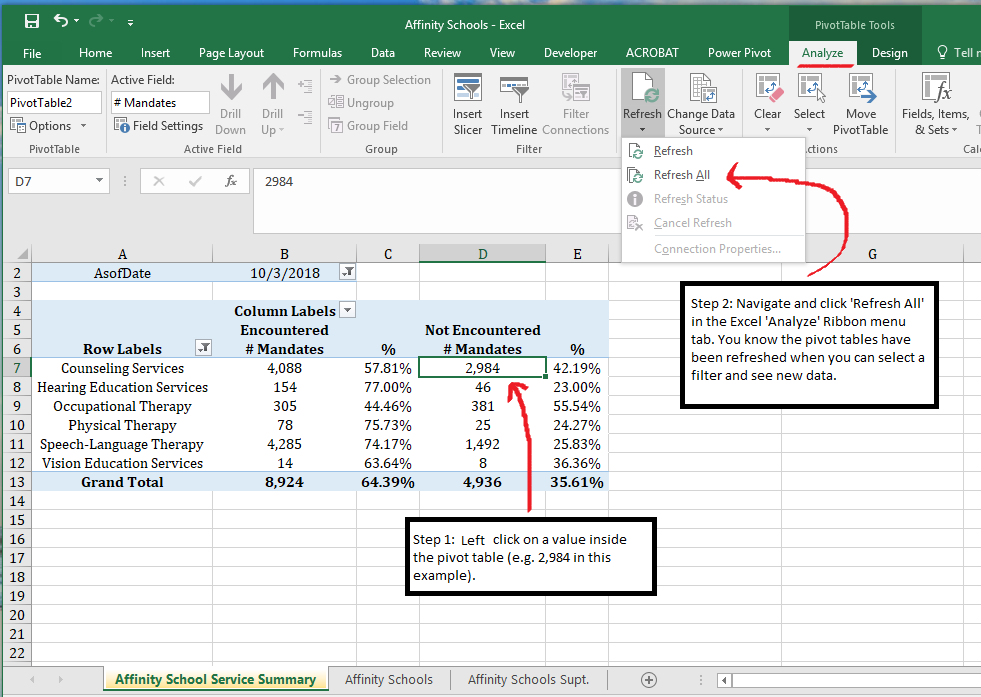 Affinity Schools - Excel
PivotTable Tools
File Home Insert Page Layout Formulas Data Review View Developer ACROBAT Power Pivot Analyze Design Tell
PivotTable Name:
PivotTable2
Options
PivotTable
Active Field:
# Mandates
Field Settings
Drill Down
Drill Up
Active Field
Group Selection
Ungroup
Group Field
Group
Insert Slicer
Insert Timeline
Filter Connections
Filter
Refresh
Change Data Source
Clear
Select
Move PivotTable
ctions
Fields, Items, & Sets
Calc
Refresh
Refresh All
Refresh Status
Cancel Refresh
Connection Properties...
D7
fx
2984
A B C D E G
2 AsofDate 10/3/2018
3
4 Column Labels
5 Encountered Not Encountered
6 Row Labels # Mandates % # Mandates %
7 Counseling Services 4,088 57.81% 2,984 42.19%
8 Hearing Education Services 154 77.00% 46 23.00%
9 Occupational Therapy 305 44.46% 381 55.54%
10 Physical Therapy 78 75.73% 25 24.27%
11 Speech-Language Therapy 4,285 74.17% 1,492 25.83%
12 Vision Education Services 14 63.64% 8 36.36%
13 Grand Total 8,924 64.39% 4,936 35.61%
14
15
16
17
18
19
20
21
22
Step 2: Navigate and click 'Refresh All'
in the Excel 'Analyze' Ribbon menu
tab. You know the pivot tables have
been refreshed when you can select a
filter and see new data.
Step 1: Left click on a value inside
the pivot table (e.g. 2,984 in this
example).
Affinity School Service Summary Affinity Schools Affinity Schools Supt.